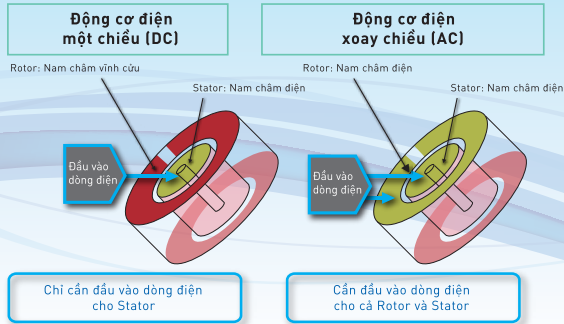 Động cơ điện
một chiều (DC)
Rotor: Nam châm vĩnh cửu
Stator: Nam châm điện
Đầu vào
dòng điện
Chỉ cần đầu vào dòng điện
cho Stator
Động cơ điện
xoay chiều (AC)
Rotor: Nam châm điện
Stator: Nam châm điện
Đầu vào
dòng điện
Cần đầu vào dòng điện
cho cả Rotor và Stator